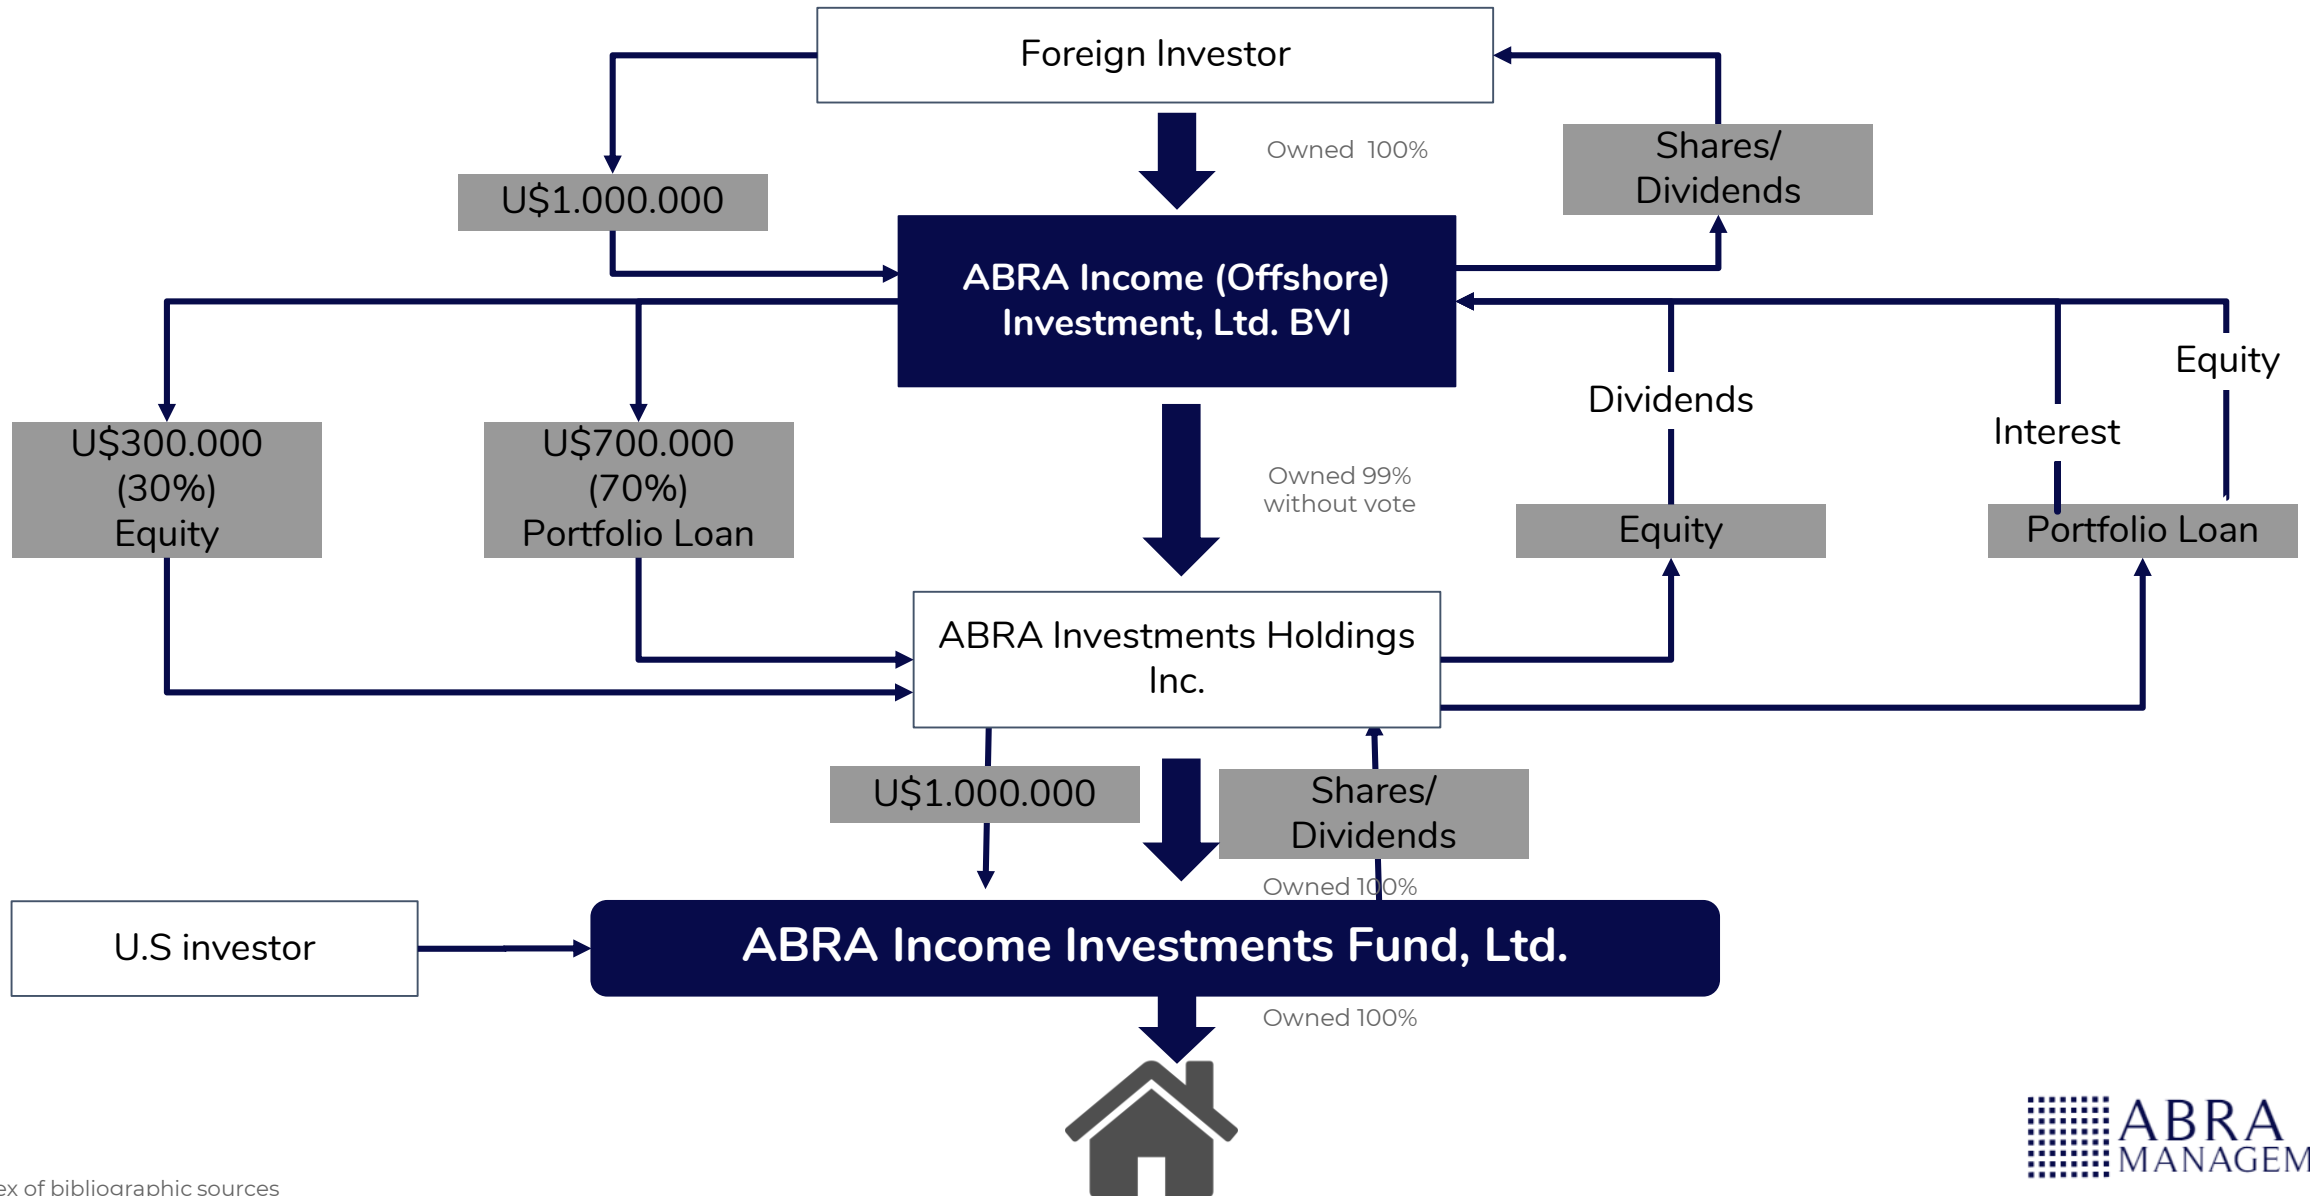 Foreign Investor
Owned 100%
Shares/
Dividends
U$1.000.000
ABRA Income (Offshore)
Investment, Ltd. BVI
Equity
Dividends
Interest
U$300.000
(30%)
Equity
U$700.000
(70%)
Portfolio Loan
Owned 99%
without vote
Equity
Portfolio Loan
ABRA Investments Holdings
Inc.
U$1.000.000
Shares/
Dividends
Owned 100%
U.S investor
ABRA Income Investments Fund, Ltd.
Owned 100%
ABRA
MANAGEM
ex of bibliographic sources